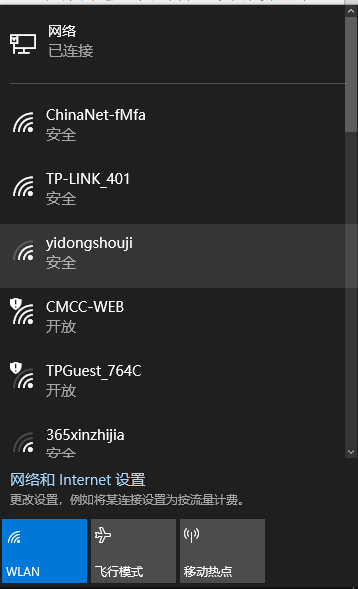 网络
已连接
ChinaNet-fMfa
安全
TP-LINK_401
安全
yidongshouji
安全
CMCC-WEB
开放
TPGuest_764C
开放
365xinzhijia
安全
网络和 Internet 设置
更改设置，例如将某连接设置为按流量计费。
WLAN
飞行模式
移动热点